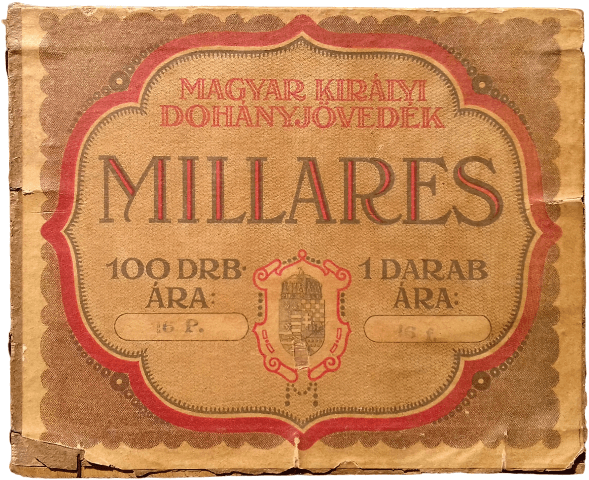 MAGYAR KIRÁLYI
DOHÁNYJÖVEDÉK
MILLARES
100 DRB·
ÁRA:
16 P.
1 DARAB
ÁRA:
16